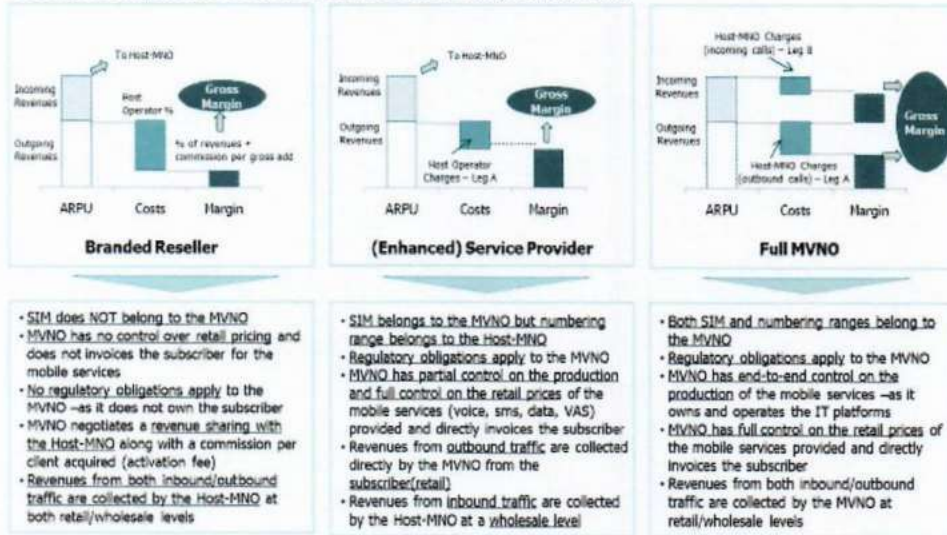 To Host-MNO
Incoming
Revenues
Host
Operator %
Gross
Margin
Outgoing
Revenues
% of revenues +
commission per gross add
ARPU Costs Margin
Branded Reseller
To Host-MNO
Incoming
Revenues
Gross
Margin
Outgoing
Revenues
Host Operator
Charges – Leg A
ARPU Costs Margin
(Enhanced) Service Provider
Host-MNO Charges
(incoming calls) – Leg B
Incoming
Revenues
Gross
Margin
Outgoing
Revenues
Host-MNO Charges
(outbound calls) – Leg A
ARPU Costs Margin
Full MVNO
• SIM does NOT belong to the MVNO
• MVNO has no control over retail pricing and
does not invoices the subscriber for the
mobile services
• No regulatory obligations apply to the
MVNO –as it does not own the subscriber
• MVNO negotiates a revenue sharing with
the Host-MNO along with a commission per
client acquired (activation fee)
• Revenues from both inbound/outbound
traffic are collected by the Host-MNO at
both retail/wholesale levels
• SIM belongs to the MVNO but numbering
range belongs to the Host-MNO
• Regulatory obligations apply to the MVNO
• MVNO has partial control on the production
and full control on the retail prices of the
mobile services (voice, sms, data, VAS)
provided and directly invoices the subscriber
• Revenues from outbound traffic are collected
directly by the MVNO from the
subscriber(retail)
• Revenues from inbound traffic are collected
by the Host-MNO at a wholesale level
• Both SIM and numbering ranges belong to
the MVNO
• Regulatory obligations apply to the MVNO
• MVNO has end-to-end control on the
production of the mobile services –as it
owns and operates the IT platforms
• MVNO has full control on the retail prices of
the mobile services provided and directly
invoices the subscriber
• Revenues from both inbound/outbound
traffic are collected by the MVNO at
retail/wholesale levels